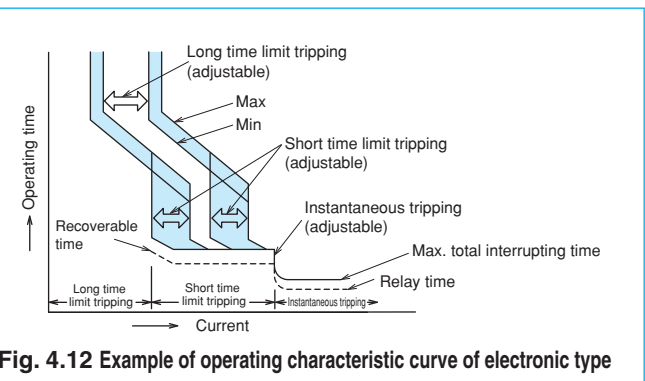 Long time limit tripping
(adjustable)
Max
Min
Short time limit tripping
(adjustable)
Operating time
Instantaneous tripping
(adjustable)
Recoverable
time
Max. total interrupting time
Relay time
Long time
limit tripping
Short time
limit tripping
Instantaneous tripping
Current
Fig. 4.12 Example of operating characteristic curve of electronic type